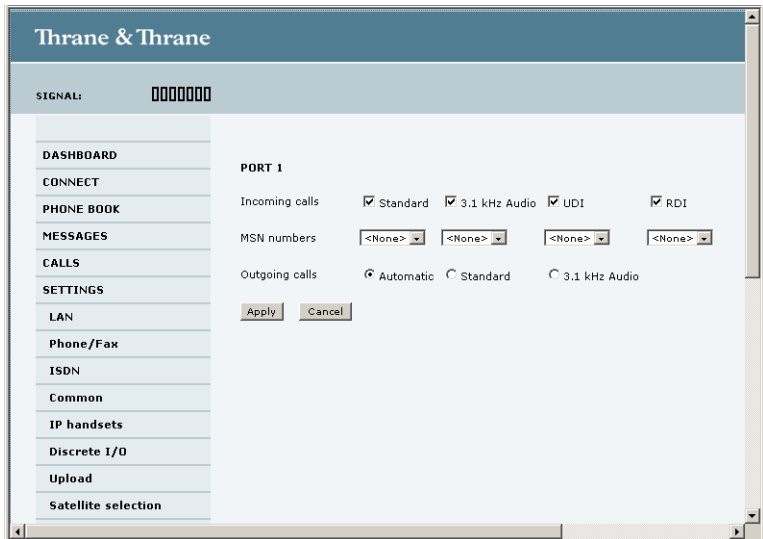 Thrane & Thrane
SIGNAL:
DASHBOARD
CONNECT
PHONE BOOK
MESSAGES
CALLS
SETTINGS
LAN
Phone/Fax
ISDN
Common
IP handsets
Discrete I/O
Upload
Satellite selection
PORT 1
Incoming calls Standard 3.1 kHz Audio UDI RDI
MSN numbers <None> <None> <None> <None>
Outgoing calls Automatic Standard 3.1 kHz Audio
Apply Cancel